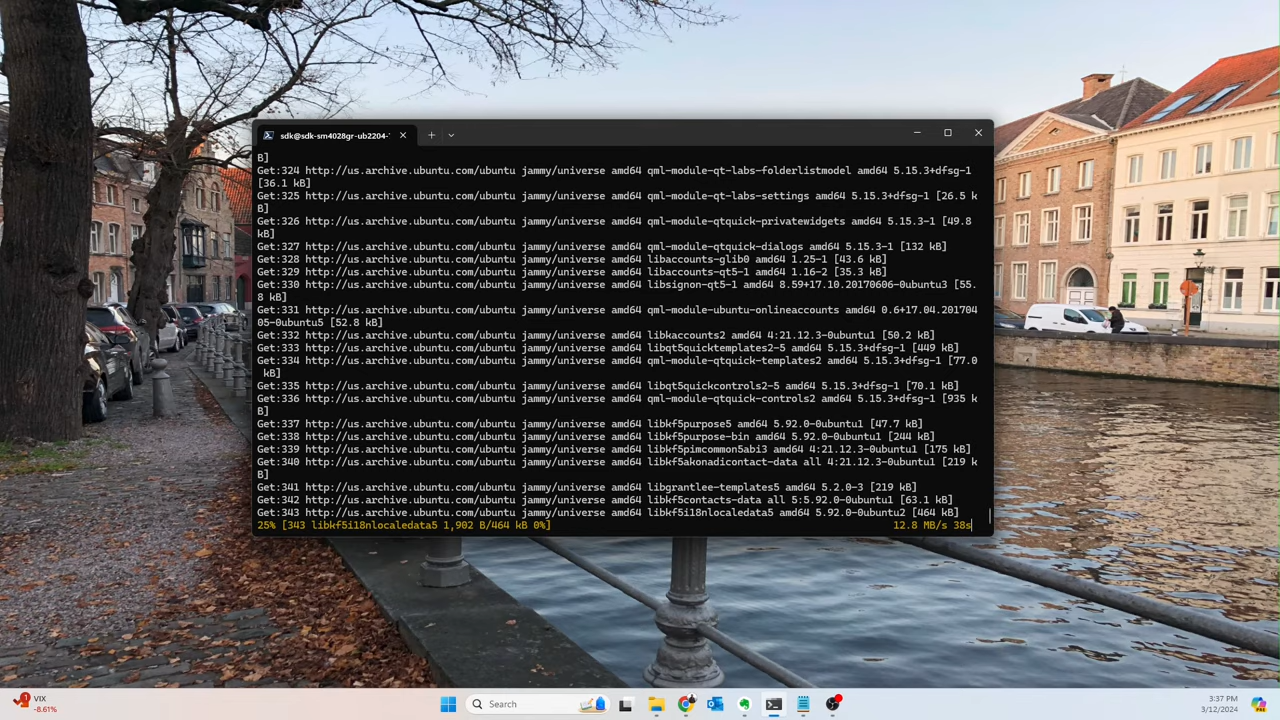 sdk@sdk-sm4028gr-ub2204-
B]
Get:324 http://us.archive.ubuntu.com/ubuntu jammy/universe amd64 qml-module-qt-labs-folderlistmodel amd64 5.15.3+dfsg-1
[36.1 kB]
Get:325 http://us.archive.ubuntu.com/ubuntu jammy/universe amd64 qml-module-qt-labs-settings amd64 5.15.3+dfsg-1 [26.5 k
B]
Get:326 http://us.archive.ubuntu.com/ubuntu jammy/universe amd64 qml-module-qtquick-privatewidgets amd64 5.15.3-1 [49.8
kB]
Get:327 http://us.archive.ubuntu.com/ubuntu jammy/universe amd64 qml-module-qtquick-dialogs amd64 5.15.3-1 [132 kB]
Get:328 http://us.archive.ubuntu.com/ubuntu jammy/universe amd64 libaccounts-glib0 amd64 1.25-1 [43.6 kB]
Get:329 http://us.archive.ubuntu.com/ubuntu jammy/universe amd64 libaccounts-qt5-1 amd64 1.16-2 [35.3 kB]
Get:330 http://us.archive.ubuntu.com/ubuntu jammy/universe amd64 libsignon-qt5-1 amd64 8.59+17.10.20170606-0ubuntu3 [55.
8 kB]
Get:331 http://us.archive.ubuntu.com/ubuntu jammy/universe amd64 qml-module-ubuntu-onlineaccounts amd64 0.6+17.04.201704
05-0ubuntu5 [52.8 kB]
Get:332 http://us.archive.ubuntu.com/ubuntu jammy/universe amd64 libkaccounts2 amd64 4:21.12.3-0ubuntu1 [50.2 kB]
Get:333 http://us.archive.ubuntu.com/ubuntu jammy/universe amd64 libqt5quicktemplates2-5 amd64 5.15.3+dfsg-1 [449 kB]
Get:334 http://us.archive.ubuntu.com/ubuntu jammy/universe amd64 qml-module-qtquick-templates2 amd64 5.15.3+dfsg-1 [77.0
kB]
Get:335 http://us.archive.ubuntu.com/ubuntu jammy/universe amd64 libqt5quickcontrols2-5 amd64 5.15.3+dfsg-1 [70.1 kB]
Get:336 http://us.archive.ubuntu.com/ubuntu jammy/universe amd64 qml-module-qtquick-controls2 amd64 5.15.3+dfsg-1 [935 k
B]
Get:337 http://us.archive.ubuntu.com/ubuntu jammy/universe amd64 libkf5purpose5 amd64 5.92.0-0ubuntu1 [47.7 kB]
Get:338 http://us.archive.ubuntu.com/ubuntu jammy/universe amd64 libkf5purpose-bin amd64 5.92.0-0ubuntu1 [244 kB]
Get:339 http://us.archive.ubuntu.com/ubuntu jammy/universe amd64 libkf5pimcommon5abi3 amd64 4:21.12.3-0ubuntu1 [175 kB]
Get:340 http://us.archive.ubuntu.com/ubuntu jammy/universe amd64 libkf5akonadicontact-data all 4:21.12.3-0ubuntu1 [219 k
B]
Get:341 http://us.archive.ubuntu.com/ubuntu jammy/universe amd64 libgrantlee-templates5 amd64 5.2.0-3 [219 kB]
Get:342 http://us.archive.ubuntu.com/ubuntu jammy/universe amd64 libkf5contacts-data all 5:5.92.0-0ubuntu1 [63.1 kB]
Get:343 http://us.archive.ubuntu.com/ubuntu jammy/universe amd64 libkf5i18nlocaledata5 amd64 5.92.0-0ubuntu2 [464 kB]
25% [343 libkf5i18nlocaledata5 1,902 B/464 kB 0%] 12.8 MB/s 38s
1
VIX
-8.61%
Search
3:37 PM
3/12/2024